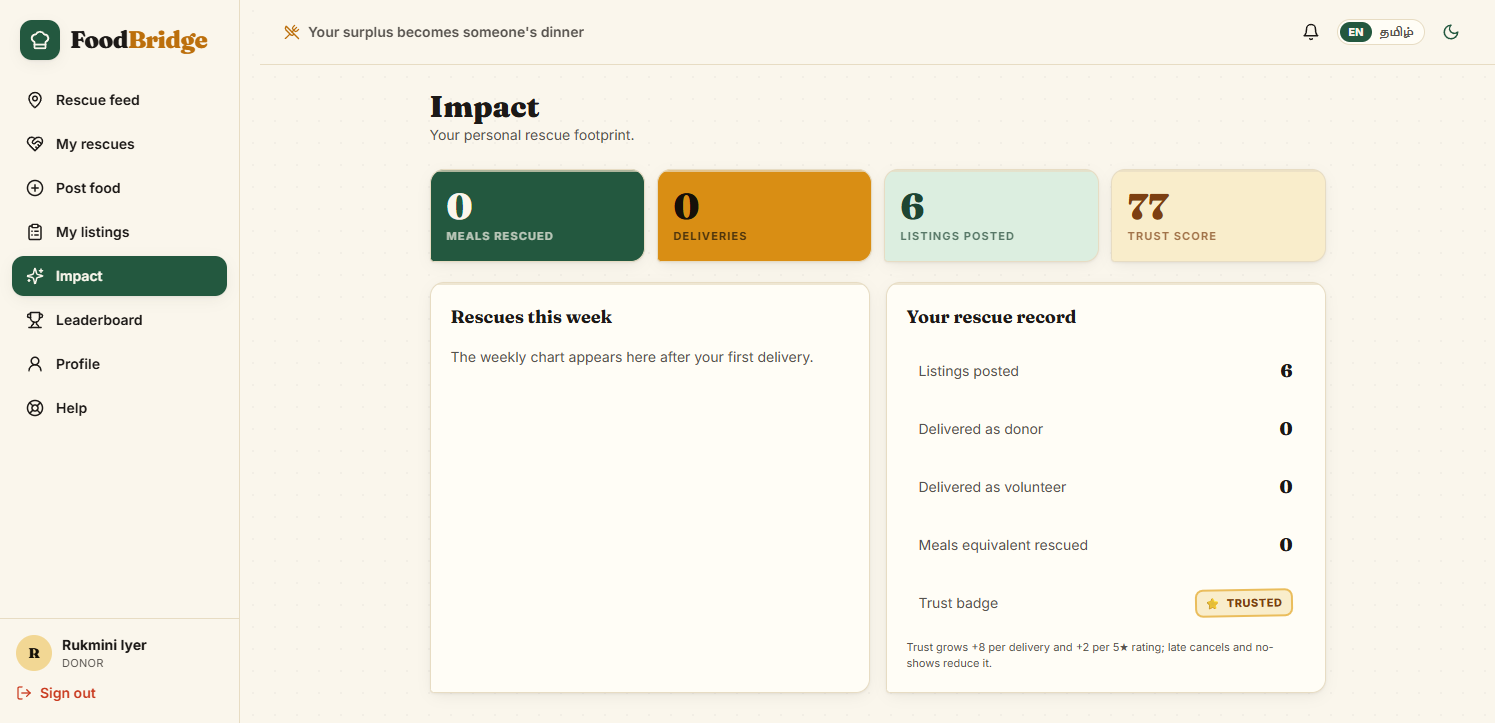 FoodBridge
Rescue feed
My rescues
Post food
My listings
Impact
Leaderboard
Profile
Help
R
Rukmini Iyer
DONOR
Sign out
Your surplus becomes someone's dinner
EN தமிழ்
Impact
Your personal rescue footprint.
0
MEALS RESCUED
0
DELIVERIES
6
LISTINGS POSTED
77
TRUST SCORE
Rescues this week
The weekly chart appears here after your first delivery.
Your rescue record
Listings posted 6
Delivered as donor 0
Delivered as volunteer 0
Meals equivalent rescued 0
Trust badge ⭐ TRUSTED
Trust grows +8 per delivery and +2 per 5★ rating; late cancels and no-
shows reduce it.